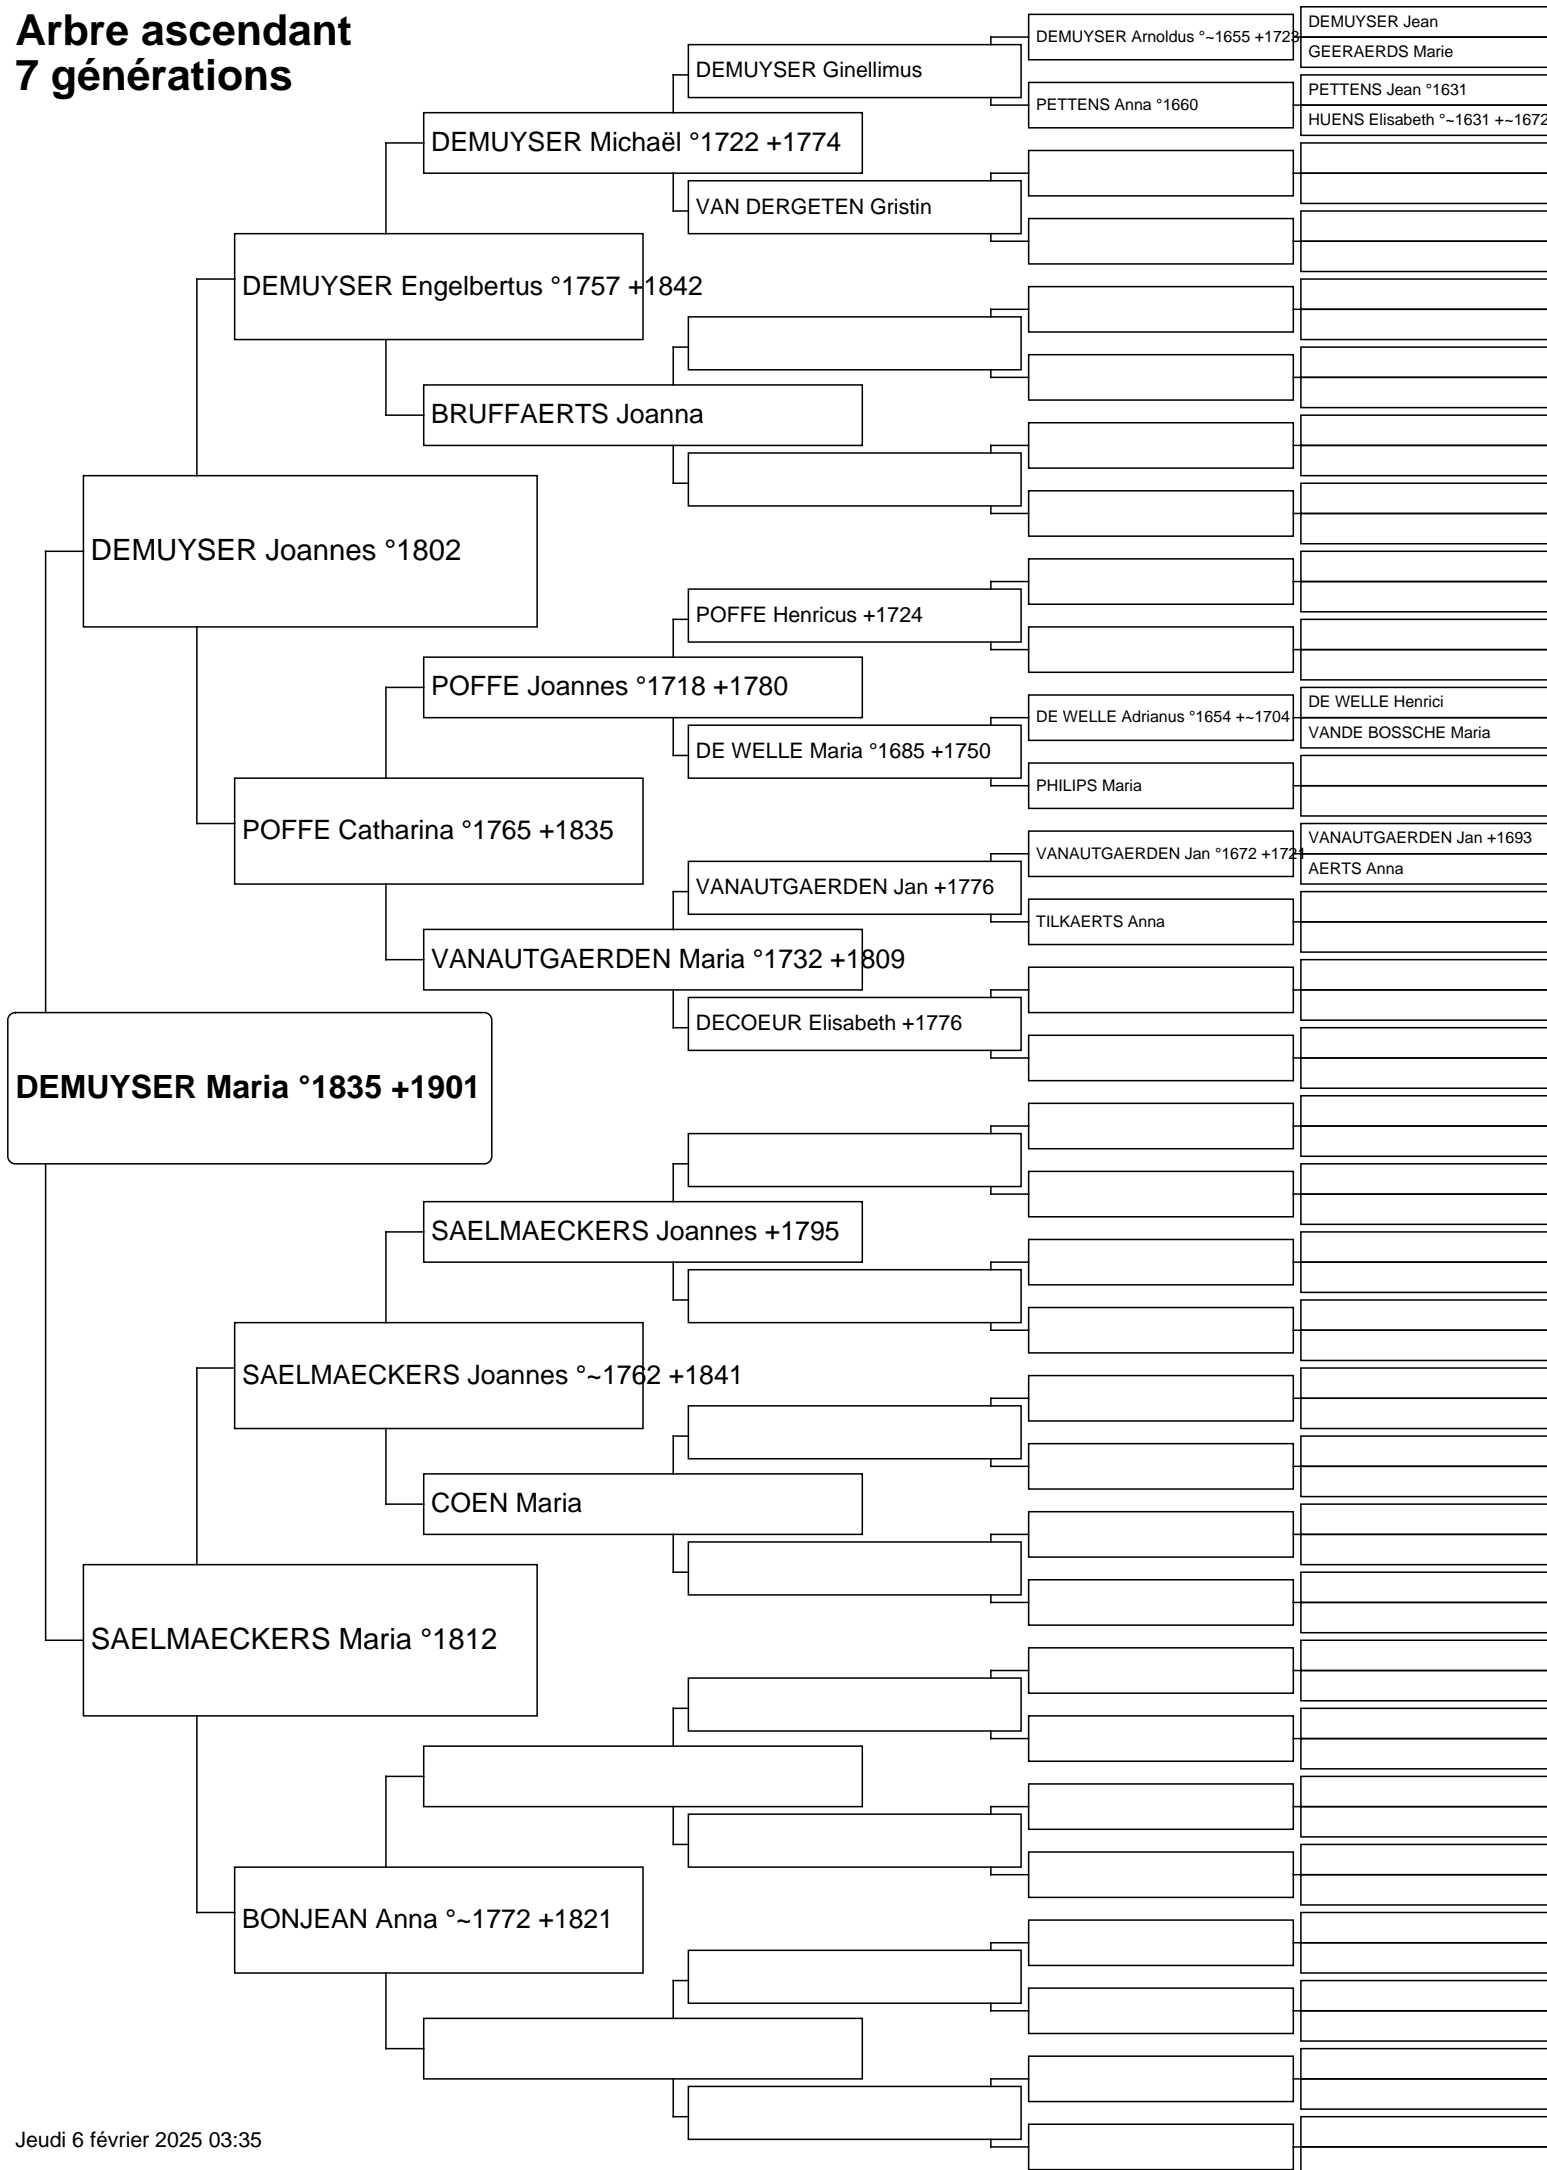 Arbre ascendant
7 générations
DEMUYSER Jean
DEMUYSER Arnoldus °~1655 +1723
GEERAERDS Marie
DEMUYSER Ginellimus
PETTENS Jean °1631
PETTENS Anna °1660
HUENS Elisabeth °~1631 +~1672
DEMUYSER Michaël °1722 +1774
VAN DERGETEN Gristin
DEMUYSER Engelbertus °1757 +1842
BRUFFAERTS Joanna
DEMUYSER Joannes °1802
POFFE Henricus +1724
POFFE Joannes °1718 +1780
DE WELLE Henrici
DE WELLE Adrianus °1654 +~1704
VANDE BOSSCHE Maria
DE WELLE Maria °1685 +1750
PHILIPS Maria
POFFE Catharina °1765 +1835
VANAUTGAERDEN Jan +1693
VANAUTGAERDEN Jan °1672 +1721
AERTS Anna
VANAUTGAERDEN Jan +1776
TILKAERTS Anna
VANAUTGAERDEN Maria °1732 +1809
DECOEUR Elisabeth +1776
DEMUYSER Maria °1835 +1901
SAELMAECKERS Joannes +1795
SAELMAECKERS Joannes °~1762 +1841
COEN Maria
SAELMAECKERS Maria °1812
BONJEAN Anna °~1772 +1821
Jeudi 6 février 2025 03:35